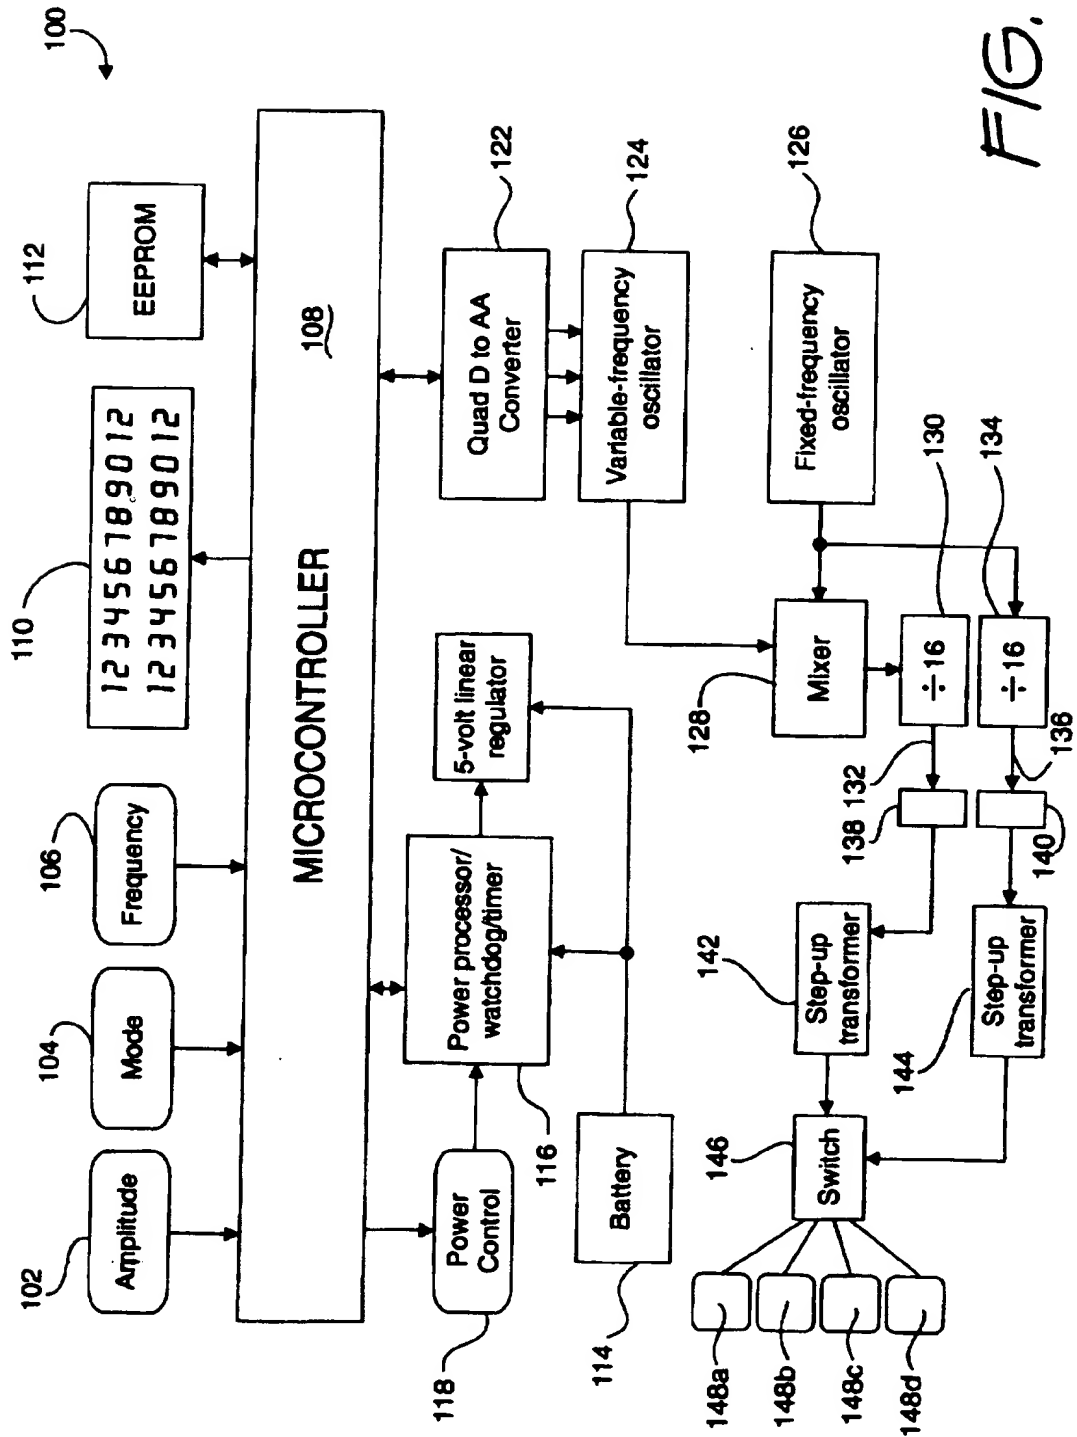 100
102
104
106
110
112
Amplitude
Mode
Frequency
123456789012
123456789012
EEPROM
MICROCONTROLLER
108
Power
Control
118
Power processor/
watchdog/timer
116
5-volt linear
regulator
Quad D to AA
Converter
122
Battery
114
Variable-frequency
oscillator
124
Fixed-frequency
oscillator
126
Mixer
128
÷16
130
÷16
134
132
136
138
140
Step-up
transformer
142
Step-up
transformer
144
Switch
146
148a
148b
148c
148d
FIG.